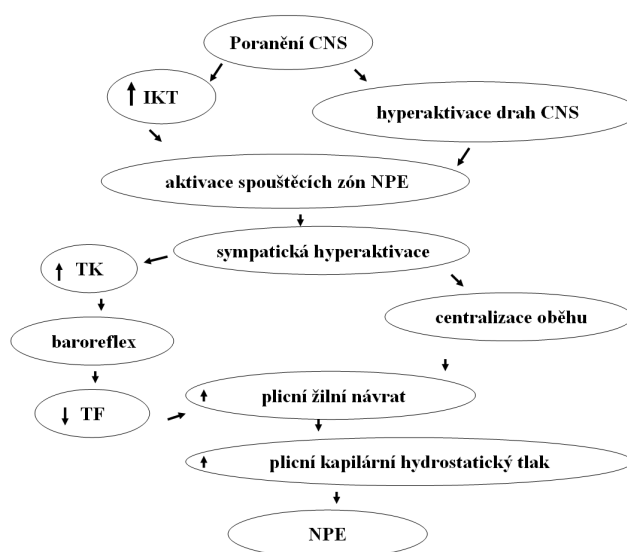 Poranění CNS
↑ IKT
hyperaktivace drah CNS
aktivace spouštěcích zón NPE
sympatická hyperaktivace
↑ TK
centralizace oběhu
baroreflex
↑ plicní žilní návrat
↓ TF
↑ plicní kapilární hydrostatický tlak
NPE